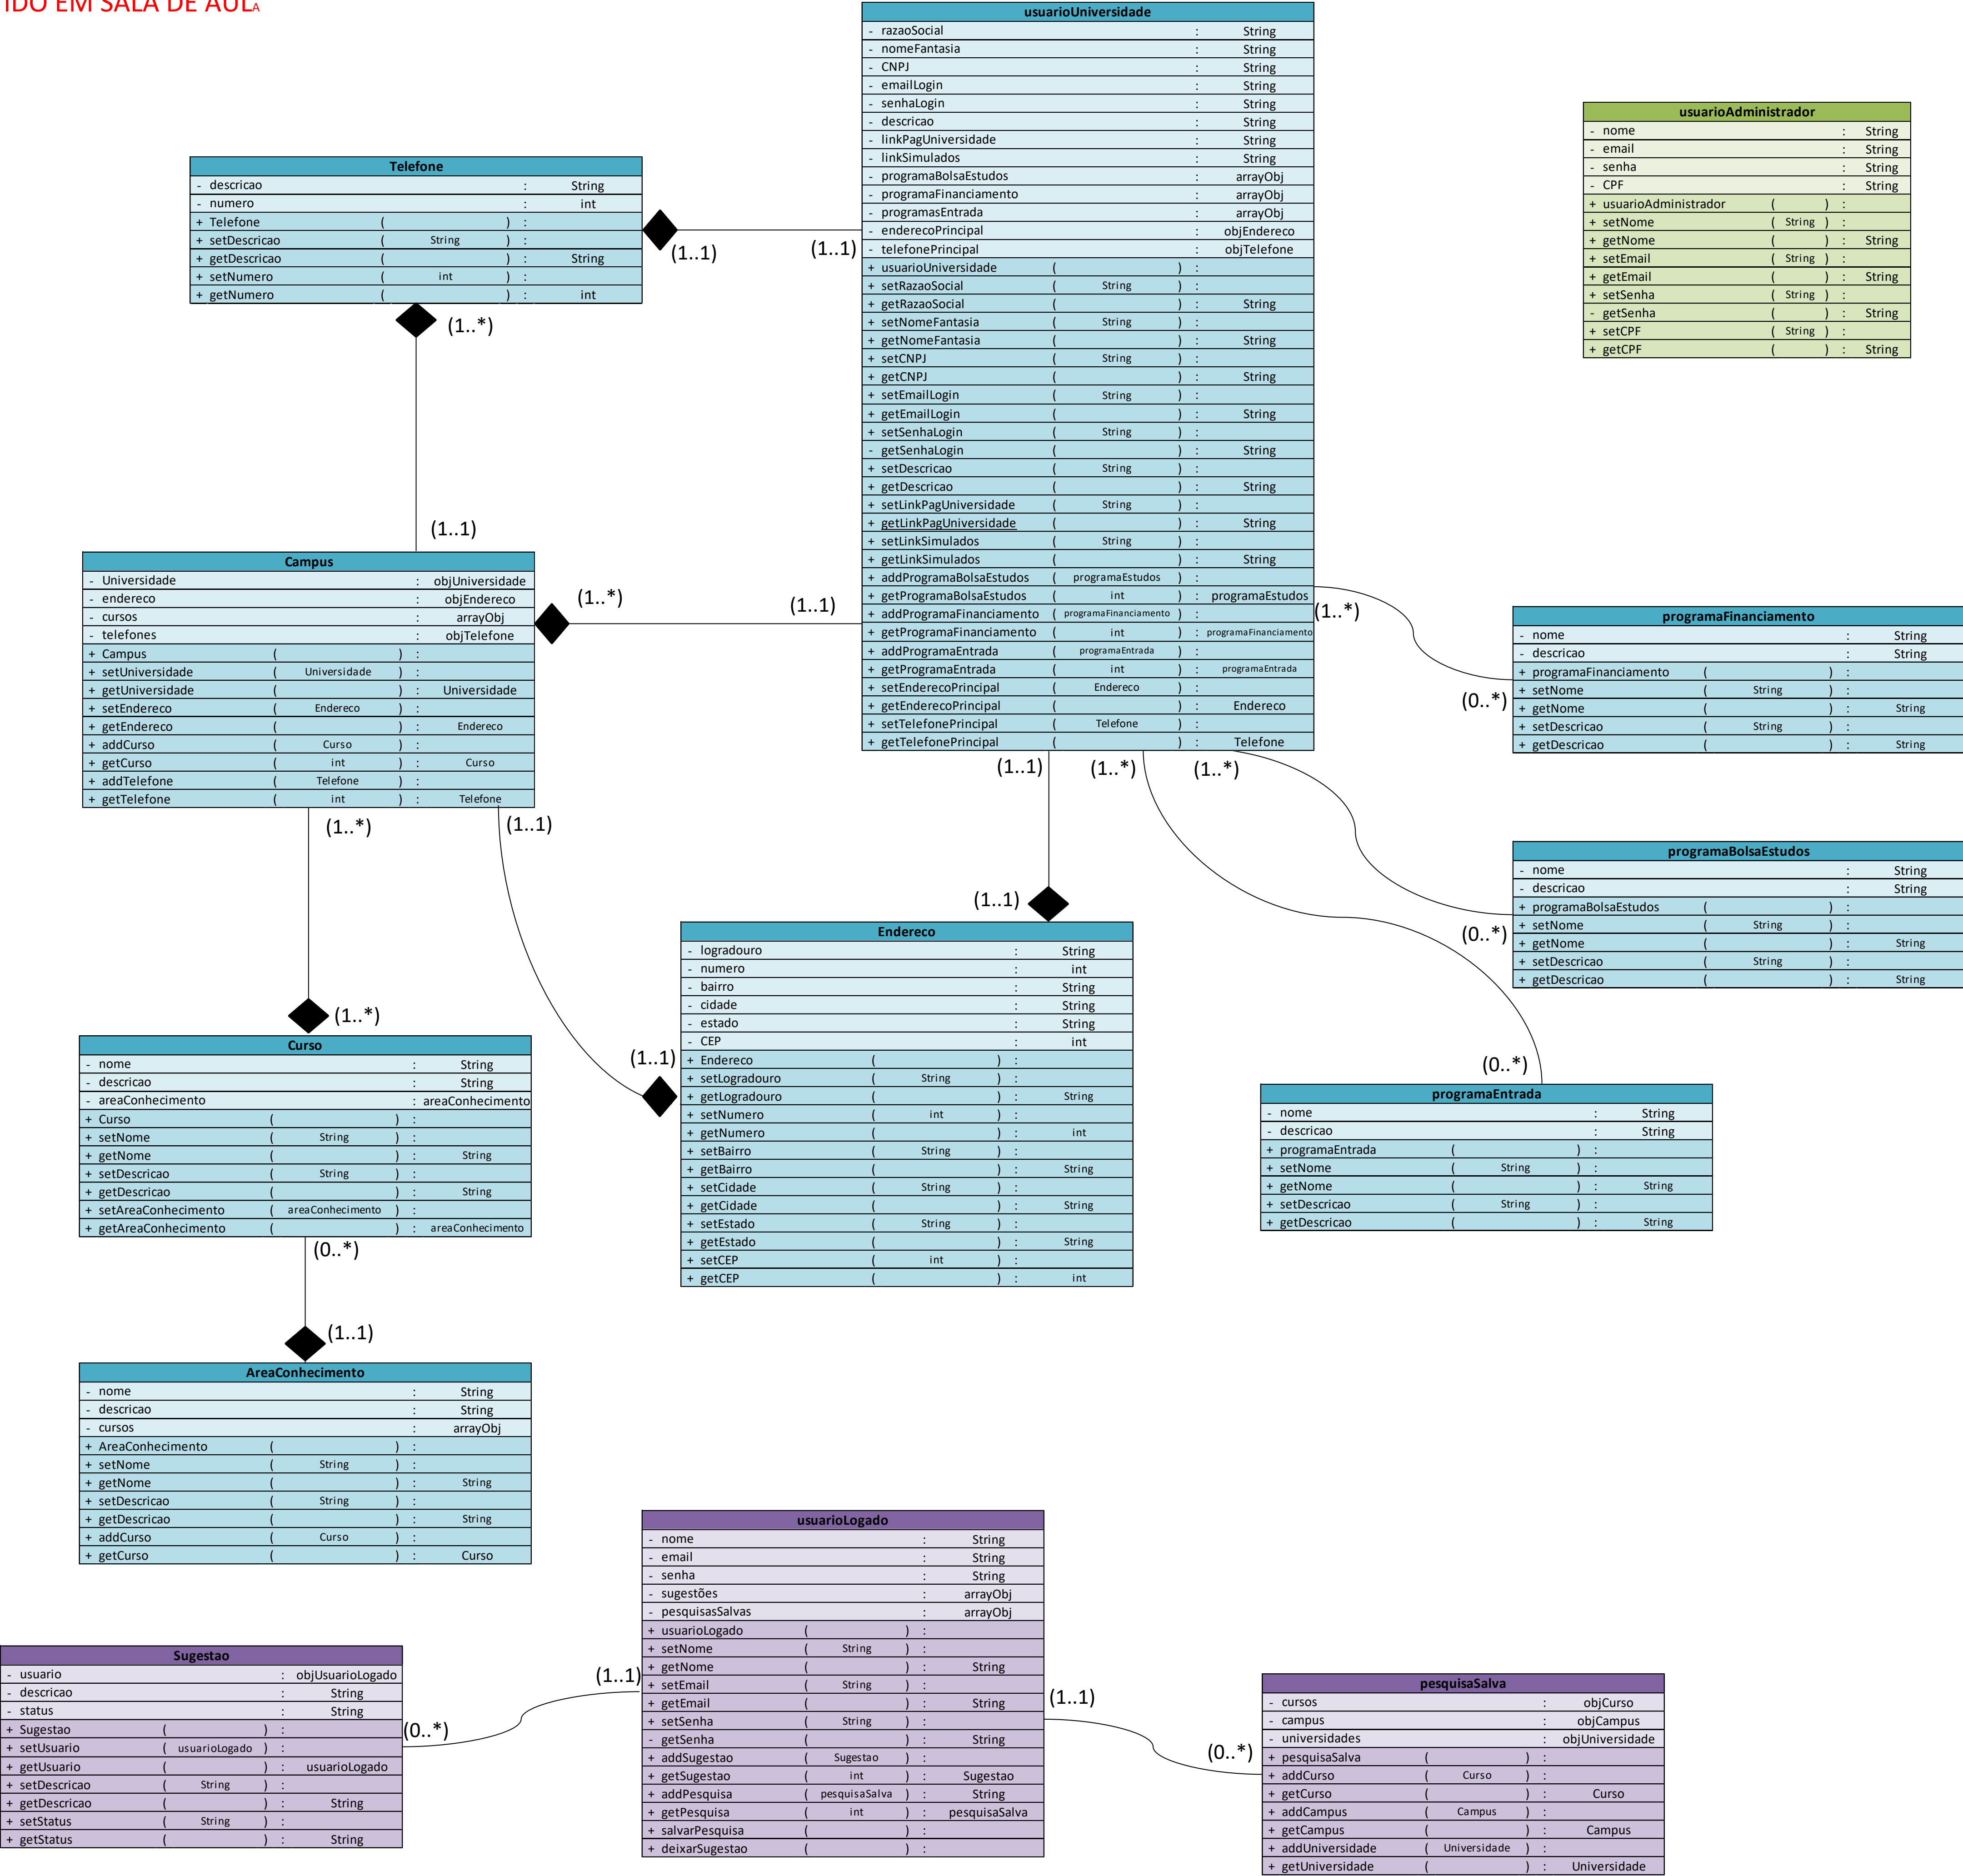 IDO EM SALA DE AULA
usuarioUniversidade
- razaoSocial : String
- nomeFantasia : String
- CNPJ : String
- emailLogin : String
- senhaLogin : String
- descricao : String
- linkPagUniversidade : String
- linkSimulados : String
- programaBolsaEstudos : arrayObj
- programaFinanciamento : arrayObj
- programasEntrada : arrayObj
- enderecoPrincipal : objEndereco
- telefonePrincipal : objTelefone
+ usuarioUniversidade ( ) :
+ setRazaoSocial ( String ) :
+ getRazaoSocial ( ) : String
+ setNomeFantasia ( String ) :
+ getNomeFantasia ( ) : String
+ setCNPJ ( String ) :
+ getCNPJ ( ) : String
+ setEmailLogin ( String ) :
+ getEmailLogin ( ) : String
+ setSenhaLogin ( String ) :
- getSenhaLogin ( ) : String
+ setDescricao ( String ) :
+ getDescricao ( ) : String
+ setLinkPagUniversidade ( String ) :
+ getLinkPagUniversidade ( ) : String
+ setLinkSimulados ( String ) :
+ getLinkSimulados ( ) : String
+ addProgramaBolsaEstudos ( programaEstudos ) :
+ getProgramaBolsaEstudos ( int ) : programaEstudos
+ addProgramaFinanciamento ( programaFinanciamento ) :
+ getProgramaFinanciamento ( int ) : programaFinanciamento
+ addProgramaEntrada ( programaEntrada ) :
+ getProgramaEntrada ( int ) : programaEntrada
+ setEnderecoPrincipal ( Endereco ) :
+ getEnderecoPrincipal ( ) : Endereco
+ setTelefonePrincipal ( Telefone ) :
+ getTelefonePrincipal ( ) : Telefone
usuarioAdministrador
- nome : String
- email : String
- senha : String
- CPF : String
+ usuarioAdministrador ( ) :
+ setNome ( String ) :
+ getNome ( ) : String
+ setEmail ( String ) :
+ getEmail ( ) : String
+ setSenha ( String ) :
- getSenha ( ) : String
+ setCPF ( String ) :
+ getCPF ( ) : String
Telefone
- descricao : String
- numero : int
+ Telefone ( ) :
+ setDescricao ( String ) :
+ getDescricao ( ) : String
+ setNumero ( int ) :
+ getNumero ( ) : int
(1..1)
(1..1)
(1..*)
(1..1)
Campus
- Universidade : objUniversidade
- endereco : objEndereco
- cursos : arrayObj
- telefones : objTelefone
+ Campus ( ) :
+ setUniversidade ( Universidade ) :
+ getUniversidade ( ) : Universidade
+ setEndereco ( Endereco ) :
+ getEndereco ( ) : Endereco
+ addCurso ( Curso ) :
+ getCurso ( int ) : Curso
+ addTelefone ( Telefone ) :
+ getTelefone ( int ) : Telefone
(1..*)
(1..1)
(1..*)
(0..*)
programaFinanciamento
- nome : String
- descricao : String
+ programaFinanciamento ( ) :
+ setNome ( String ) :
+ getNome ( ) : String
+ setDescricao ( String ) :
+ getDescricao ( ) : String
(1..1)
(1..*)
(1..*)
(1..*)
(1..1)
programaBolsaEstudos
- nome : String
- descricao : String
+ programaBolsaEstudos ( ) :
+ setNome ( String ) :
+ getNome ( ) : String
+ setDescricao ( String ) :
+ getDescricao ( ) : String
(0..*)
(1..1)
Endereco
- logradouro : String
- numero : int
- bairro : String
- cidade : String
- estado : String
- CEP : int
+ Endereco ( ) :
+ setLogradouro ( String ) :
+ getLogradouro ( ) : String
+ setNumero ( int ) :
+ getNumero ( ) : int
+ setBairro ( String ) :
+ getBairro ( ) : String
+ setCidade ( String ) :
+ getCidade ( ) : String
+ setEstado ( String ) :
+ getEstado ( ) : String
+ setCEP ( int ) :
+ getCEP ( ) : int
(1..*)
(1..1)
Curso
- nome : String
- descricao : String
- areaConhecimento : areaConhecimento
+ Curso ( ) :
+ setNome ( String ) :
+ getNome ( ) : String
+ setDescricao ( String ) :
+ getDescricao ( ) : String
+ setAreaConhecimento ( areaConhecimento ) :
+ getAreaConhecimento ( ) : areaConhecimento
(0..*)
programaEntrada
- nome : String
- descricao : String
+ programaEntrada ( ) :
+ setNome ( String ) :
+ getNome ( ) : String
+ setDescricao ( String ) :
+ getDescricao ( ) : String
(0..*)
(1..1)
AreaConhecimento
- nome : String
- descricao : String
- cursos : arrayObj
+ AreaConhecimento ( ) :
+ setNome ( String ) :
+ getNome ( ) : String
+ setDescricao ( String ) :
+ getDescricao ( ) : String
+ addCurso ( Curso ) :
+ getCurso ( ) : Curso
usuarioLogado
- nome : String
- email : String
- senha : String
- sugestões : arrayObj
- pesquisasSalvas : arrayObj
+ usuarioLogado ( ) :
+ setNome ( String ) :
+ getNome ( ) : String
+ setEmail ( String ) :
+ getEmail ( ) : String
+ setSenha ( String ) :
- getSenha ( ) : String
+ addSugestao ( Sugestao ) :
+ getSugestao ( int ) : Sugestao
+ addPesquisa ( pesquisaSalva ) : String
+ getPesquisa ( int ) : pesquisaSalva
+ salvarPesquisa ( ) :
+ deixarSugestao ( ) :
Sugestao
- usuario : objUsuarioLogado
- descricao : String
- status : String
+ Sugestao ( ) :
+ setUsuario ( usuarioLogado ) :
+ getUsuario ( ) : usuarioLogado
+ setDescricao ( String ) :
+ getDescricao ( ) : String
+ setStatus ( String ) :
+ getStatus ( ) : String
(1..1)
(0..*)
(1..1)
(0..*)
pesquisaSalva
- cursos : objCurso
- campus : objCampus
- universidades : objUniversidade
+ pesquisaSalva ( ) :
+ addCurso ( Curso ) :
+ getCurso ( ) : Curso
+ addCampus ( Campus ) :
+ getCampus ( ) : Campus
+ addUniversidade ( Universidade ) :
+ getUniversidade ( ) : Universidade